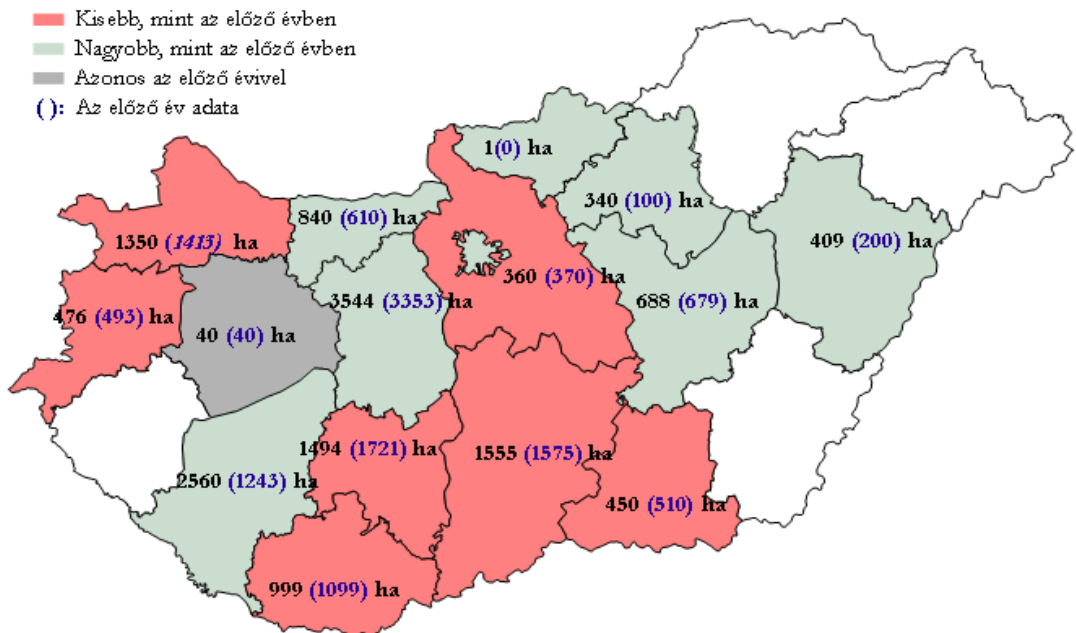 Kisebb, mint az előző évben
Nagyobb, mint az előző évben
Azonos az előző évivel
( ): Az előző év adata
1(0) ha
340 (100) ha
840 (610) ha
1350 (1413) ha
409 (200) ha
360 (370) ha
3544 (3353) ha
688 (679) ha
476 (493) ha
40 (40) ha
1494 (1721) ha
1555 (1575) ha
2560 (1243) ha
450 (510) ha
999 (1099) ha